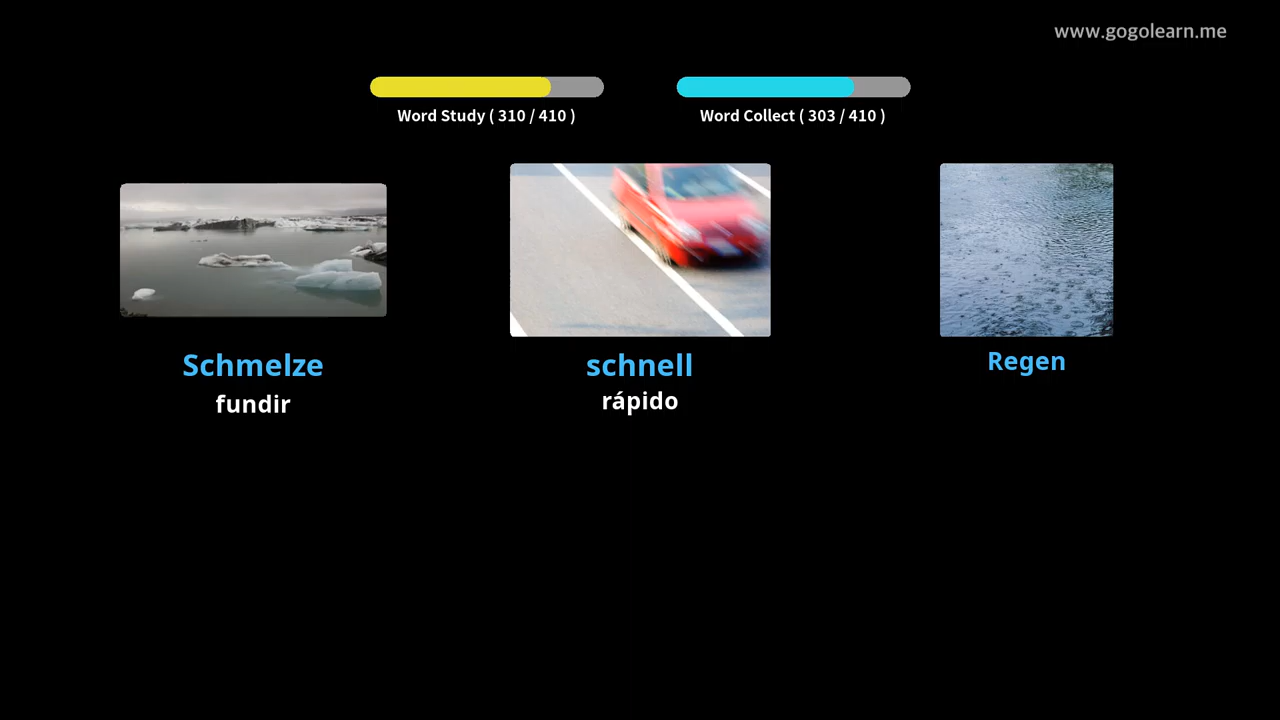 www.gogolearn.me
Word Study ( 310 / 410 )
Word Collect ( 303 / 410 )
Schmelze
fundir
schnell
rápido
Regen